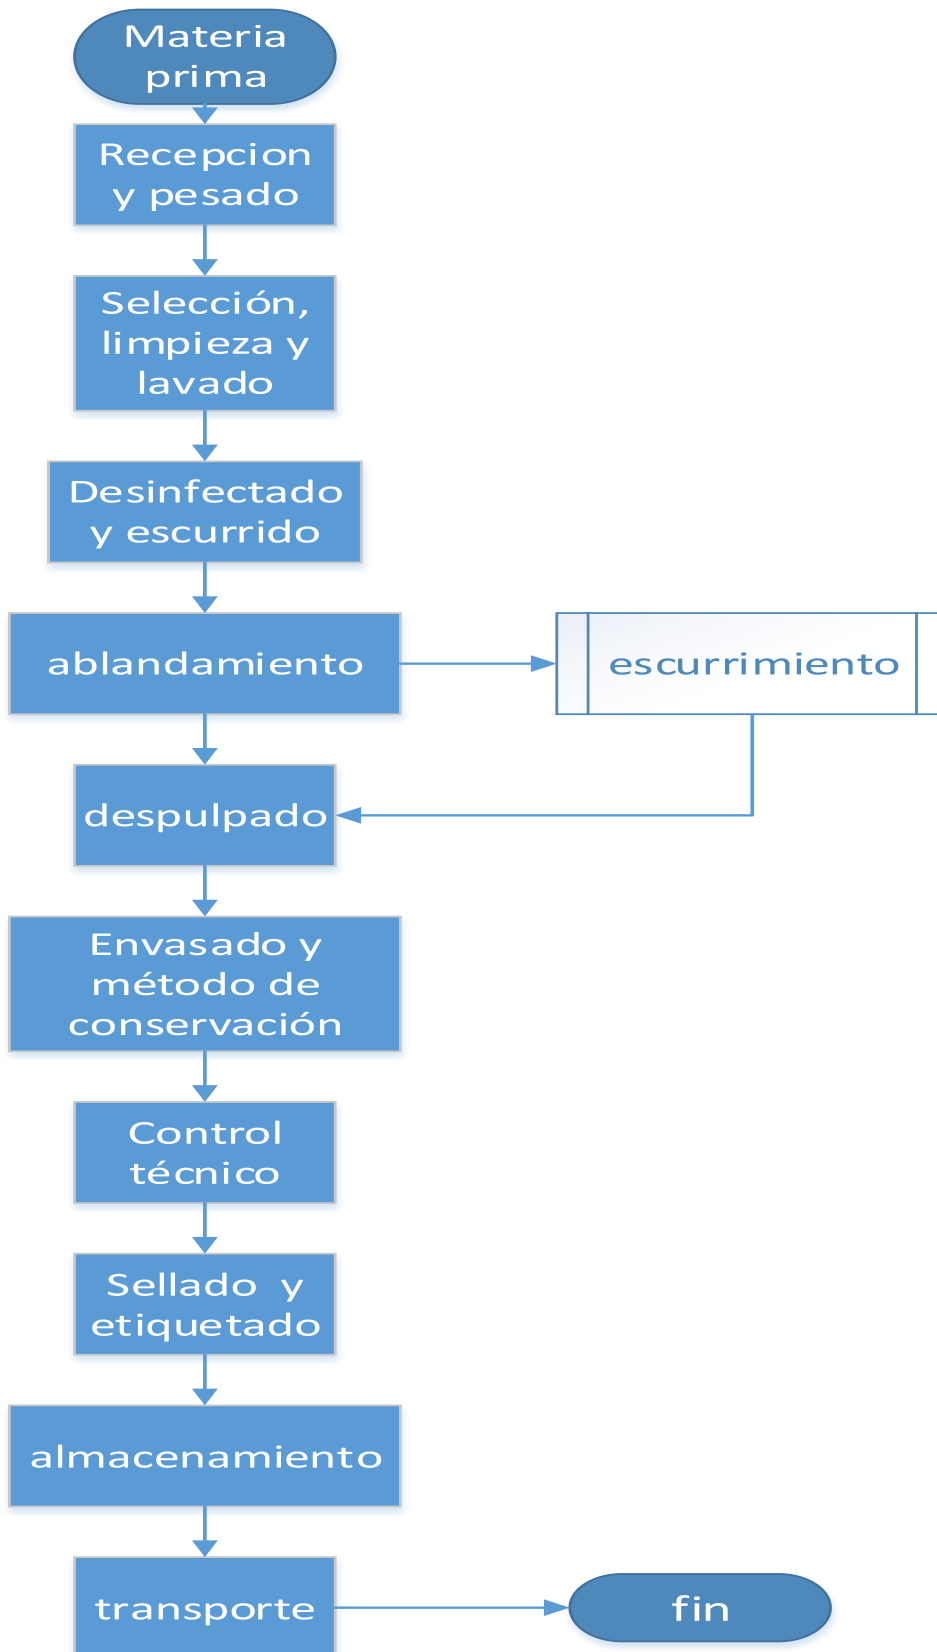 Materia
prima
Recepcion
y pesado
Selección,
limpieza y
lavado
Desinfectado
y escurrido
ablandamiento
escurrimiento
despulpado
Envasado y
método de
conservación
Control
técnico
Sellado y
etiquetado
almacenamiento
transporte
fin